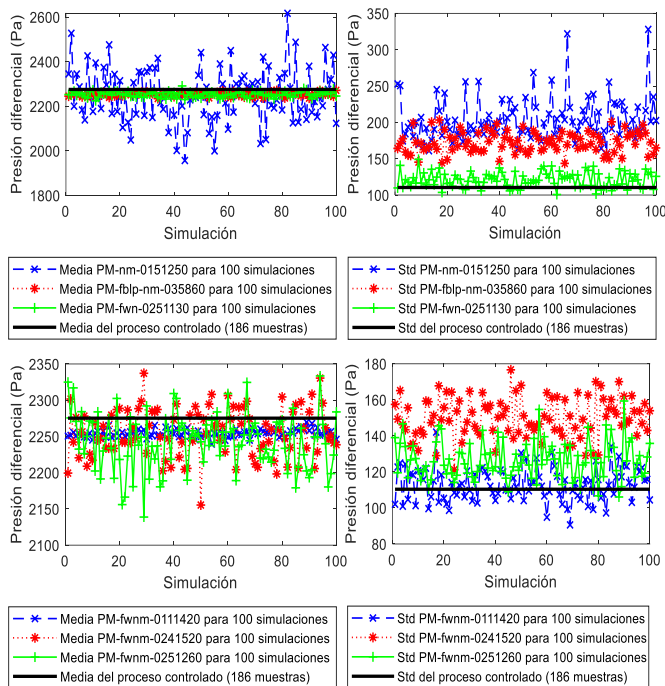 2600
2400
2200
2000
1800
Presión diferencial (Pa)
0 20 40 60 80 100
Simulación
350
300
250
200
150
100
Presión diferencial (Pa)
0 20 40 60 80 100
Simulación
Media PM-nm-0151250 para 100 simulaciones
Media PM-fblp-nm-035860 para 100 simulaciones
Media PM-fwn-0251130 para 100 simulaciones
Media del proceso controlado (186 muestras)
Std PM-nm-0151250 para 100 simulaciones
Std PM-fblp-nm-035860 para 100 simulaciones
Std PM-fwn-0251130 para 100 simulaciones
Std del proceso controlado (186 muestras)
2350
2300
2250
2200
2150
2100
Presión diferencial (Pa)
0 20 40 60 80 100
Simulación
180
160
140
120
100
80
Presión diferencial (Pa)
0 20 40 60 80 100
Simulación
Media PM-fwnm-0111420 para 100 simulaciones
Media PM-fwnm-0241520 para 100 simulaciones
Media PM-fwnm-0251260 para 100 simulaciones
Media del proceso controlado (186 muestras)
Std PM-fwnm-0111420 para 100 simulaciones
Std PM-fwnm-0241520 para 100 simulaciones
Std PM-fwnm-0251260 para 100 simulaciones
Std del proceso controlado (186 muestras)